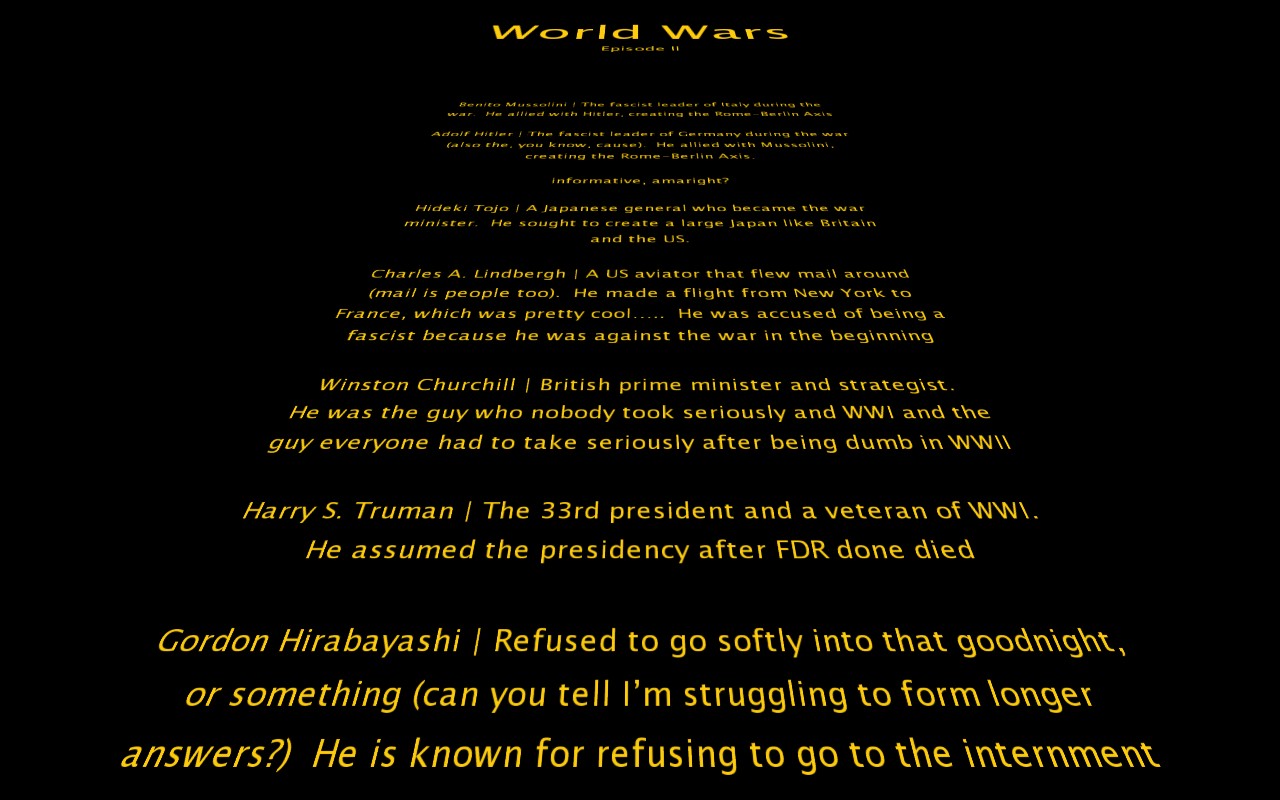 World Wars
Episode II
Benito Mussolini | The fascist leader of Italy during the
war. He allied with Hitler, creating the Rome-Berlin Axis
Adolf Hitler | The fascist leader of Germany during the war
(also the, you know, cause). He allied with Mussolini,
creating the Rome-Berlin Axis.
informative, amaright?
Hideki Tojo | A Japanese general who became the war
minister. He sought to create a large Japan like Britain
and the US.
Charles A. Lindbergh | A US aviator that flew mail around
(mail is people too). He made a flight from New York to
France, which was pretty cool..... He was accused of being a
fascist because he was against the war in the beginning
Winston Churchill | British prime minister and strategist.
He was the guy who nobody took seriously and WWI and the
guy everyone had to take seriously after being dumb in WWII
Harry S. Truman | The 33rd president and a veteran of WWI.
He assumed the presidency after FDR done died
Gordon Hirabayashi | Refused to go softly into that goodnight,
or something (can you tell I'm struggling to form longer
answers?) He is known for refusing to go to the internment